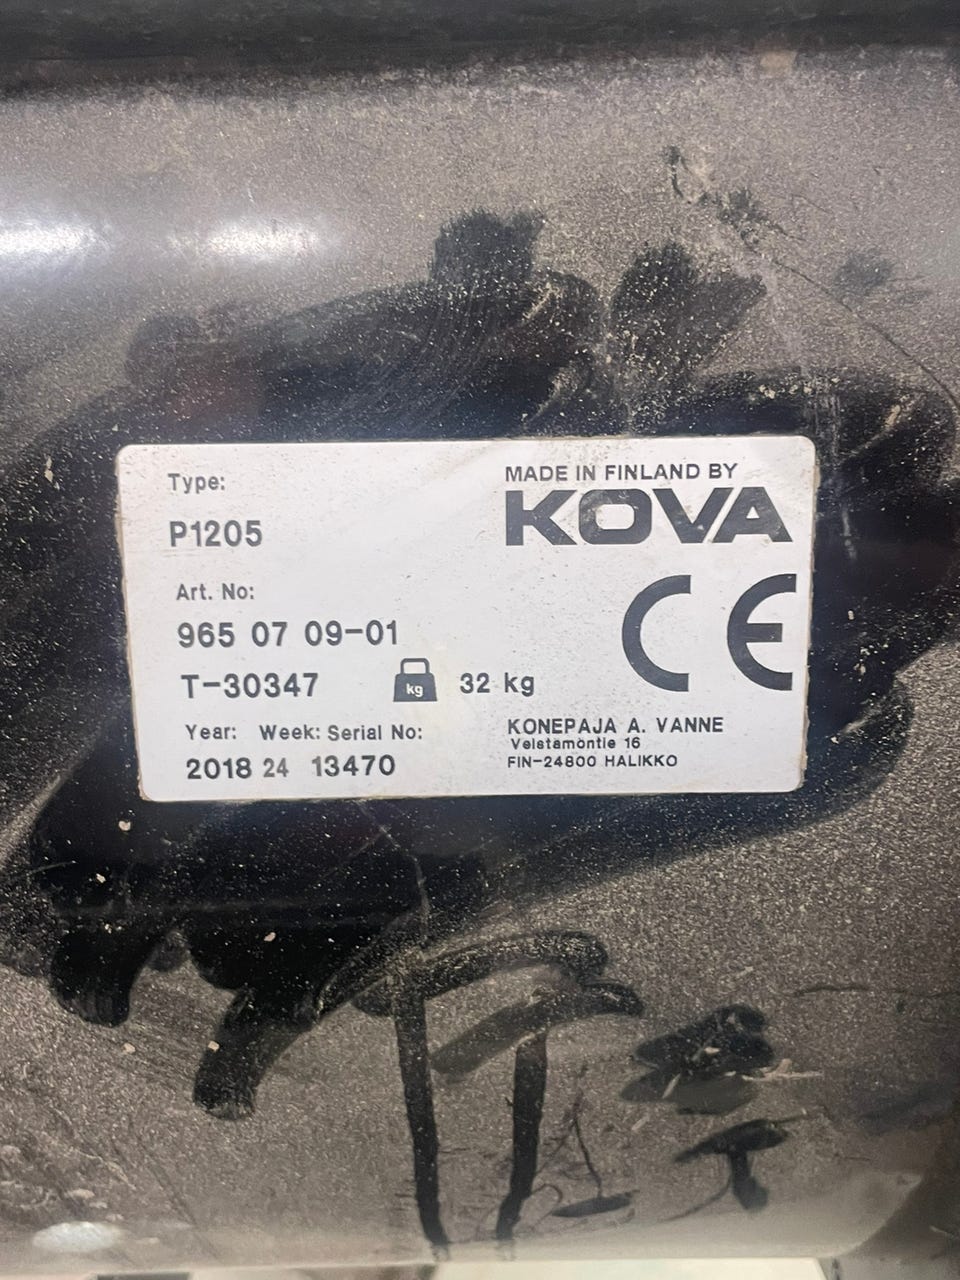 Type:
P1205
Art. No:
965 07 09-01
T-30347
kg 32 kg
Year: Week: Serial No:
2018 24 13470
MADE IN FINLAND BY
KOVA
CE
KONEPAJA A. VANNE
Veistämöntie 16
FIN-24800 HALIKKO